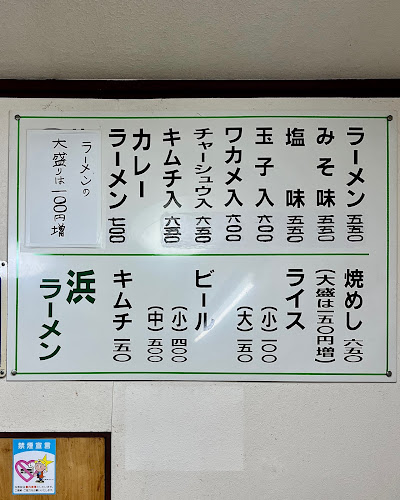 ラーメン 五五〇
みそ味 五五〇
塩味 五五〇
玉子入 六〇〇
ワカメ入 六〇〇
チャーシュウ入 六五〇
キムチ入 六五〇
カレー
ラーメン 七〇〇
ラーメンの
大盛りは一〇〇円増
焼めし 六五〇
(大盛は一五〇円増)
ライス
(小) 一〇〇
(大) 一五〇
ビール
(小) 四〇〇
(中) 五〇〇
キムチ 一五〇
浜
ラーメン
禁煙宣言